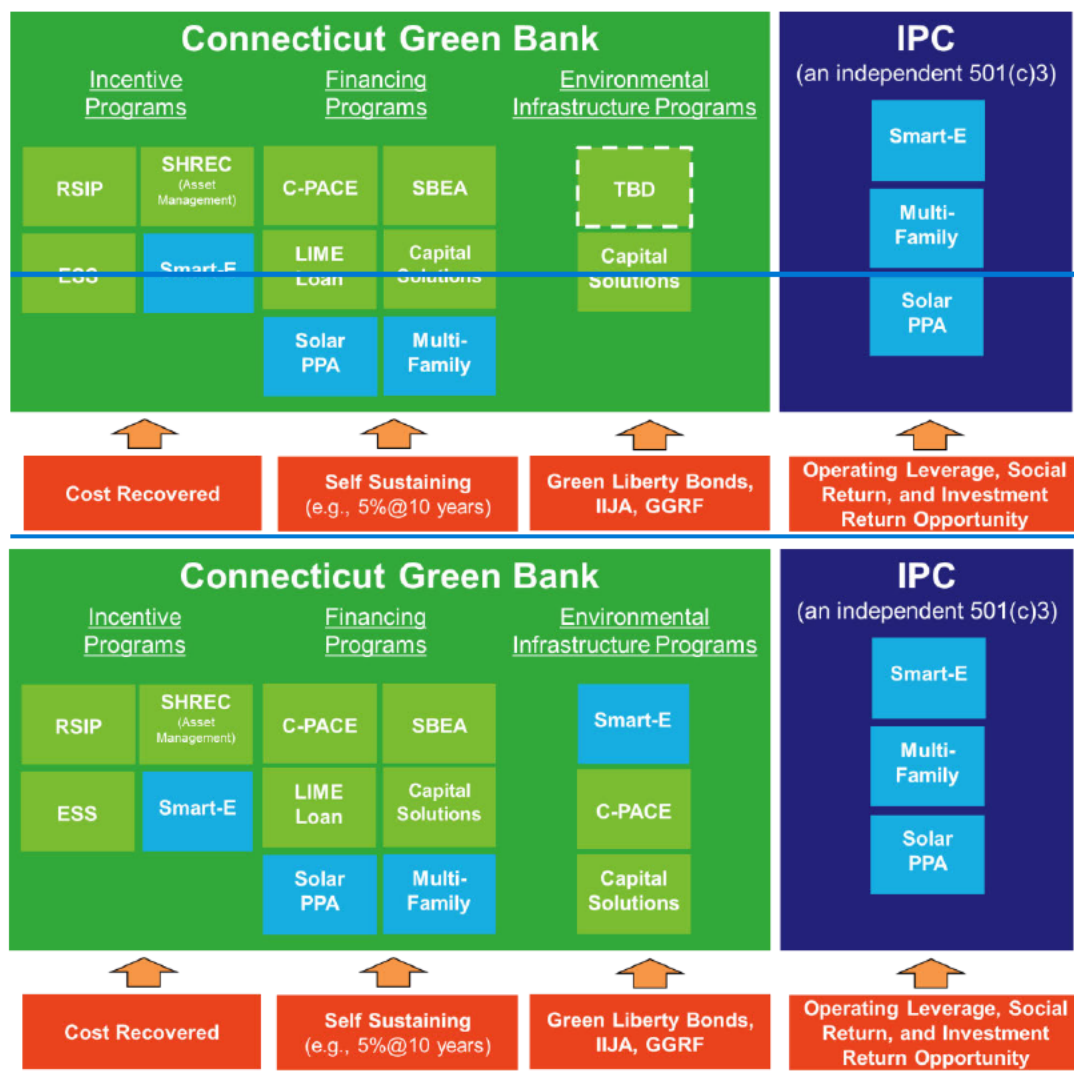 Connecticut Green Bank
Incentive
Programs
Financing
Programs
Environmental
Infrastructure Programs
RSIP
SHREC
(Asset
Management)
C-PACE
SBEA
TBD
ESS
Smart-E
LIME
Loan
Capital
Solutions
Capital
Solutions
Solar
PPA
Multi-
Family
IPC
(an independent 501(c)3)
Smart-E
Multi-
Family
Solar
PPA
Cost Recovered
Self Sustaining
(e.g., 5%@10 years)
Green Liberty Bonds,
IIJA, GGRF
Operating Leverage, Social
Return, and Investment
Return Opportunity
Connecticut Green Bank
Incentive
Programs
Financing
Programs
Environmental
Infrastructure Programs
RSIP
SHREC
(Asset
Management)
C-PACE
SBEA
Smart-E
ESS
Smart-E
LIME
Loan
Capital
Solutions
C-PACE
Solar
PPA
Multi-
Family
Capital
Solutions
IPC
(an independent 501(c)3)
Smart-E
Multi-
Family
Solar
PPA
Cost Recovered
Self Sustaining
(e.g., 5%@10 years)
Green Liberty Bonds,
IIJA, GGRF
Operating Leverage, Social
Return, and Investment
Return Opportunity